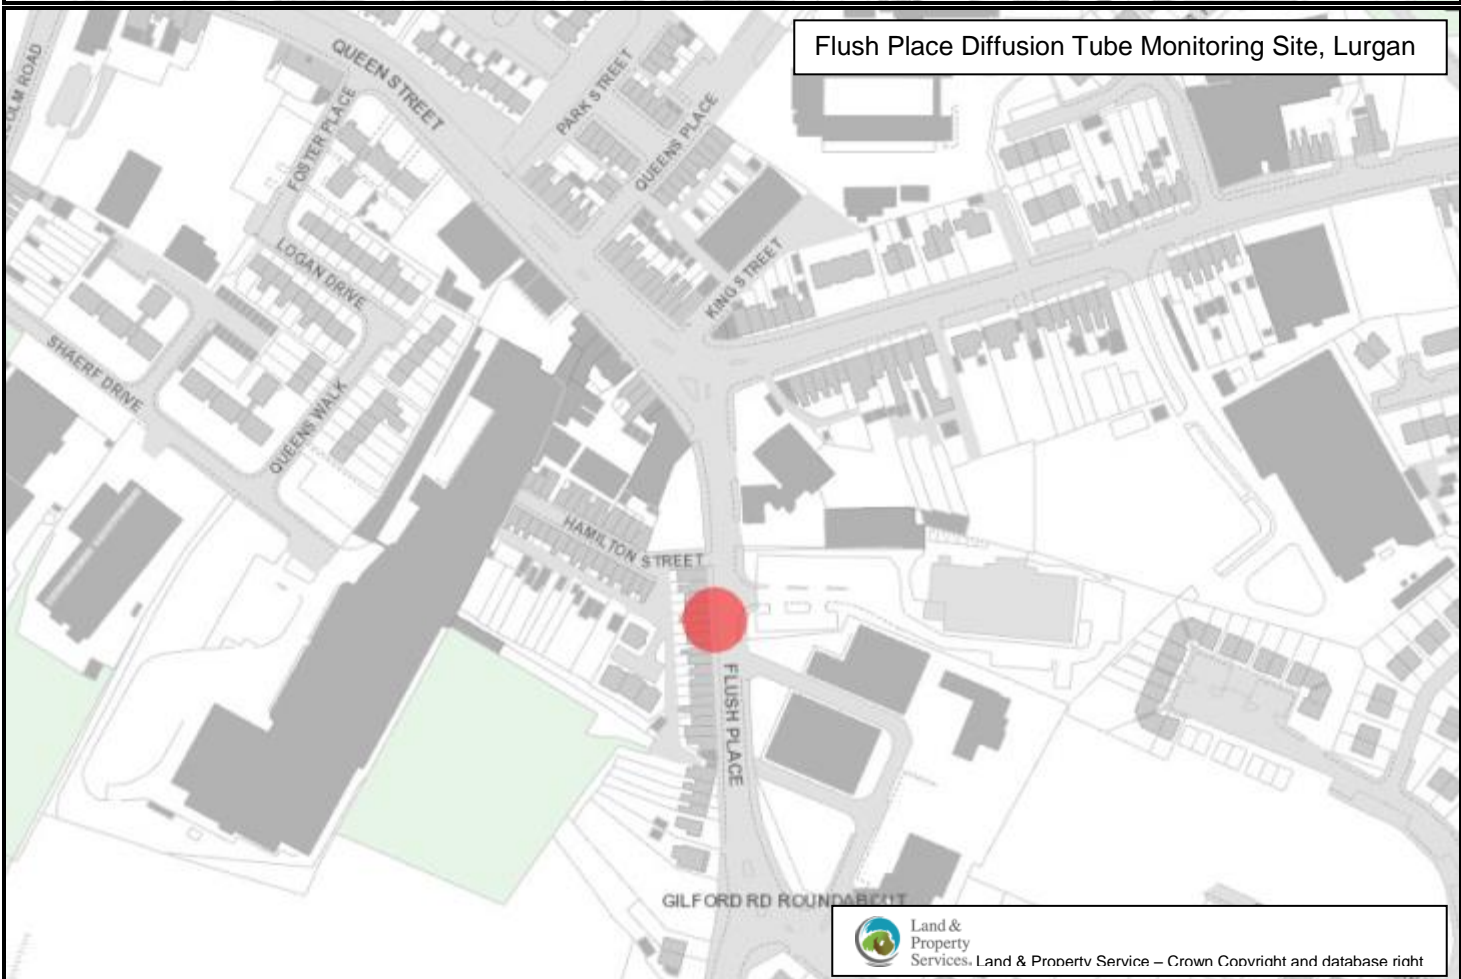 Flush Place Diffusion Tube Monitoring Site, Lurgan
QUEEN STREET
PARK STREET
FOSTER PLACE
QUEENS PLACE
LOGAN DRIVE
KING STREET
SHAERF DRIVE
QUEENS WALK
HAMILTON STREET
FLUSH PLACE
GILFORD RD ROUNDABOUT
Land &
Property
Services. Land & Property Service – Crown Copyright and database right